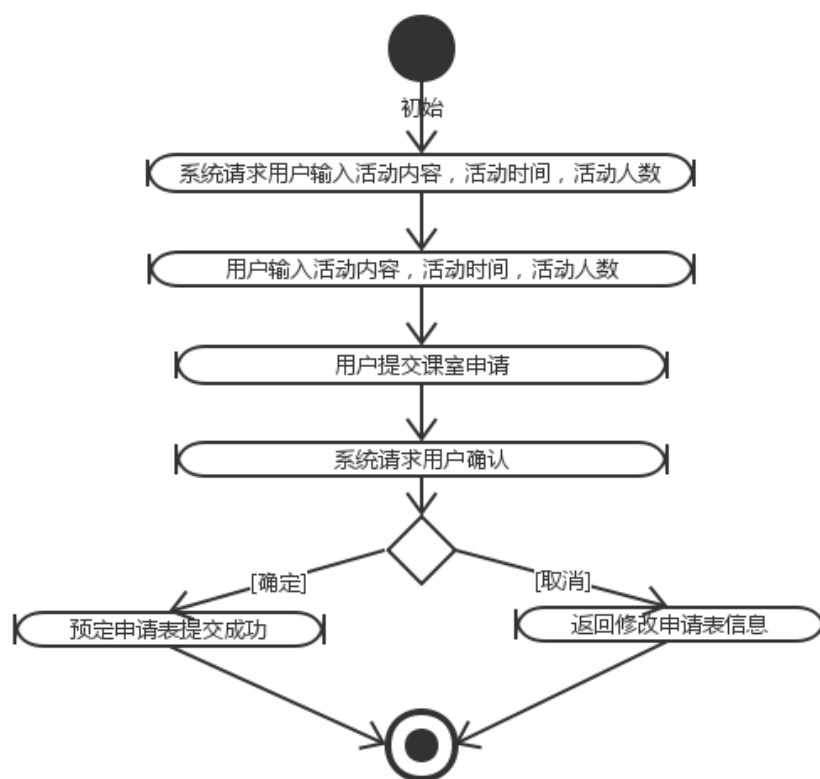 初始
系统请求用户输入活动内容，活动时间，活动人数
用户输入活动内容，活动时间，活动人数
用户提交课室申请
系统请求用户确认
[确定]
[取消]
预定申请表提交成功
返回修改申请表信息